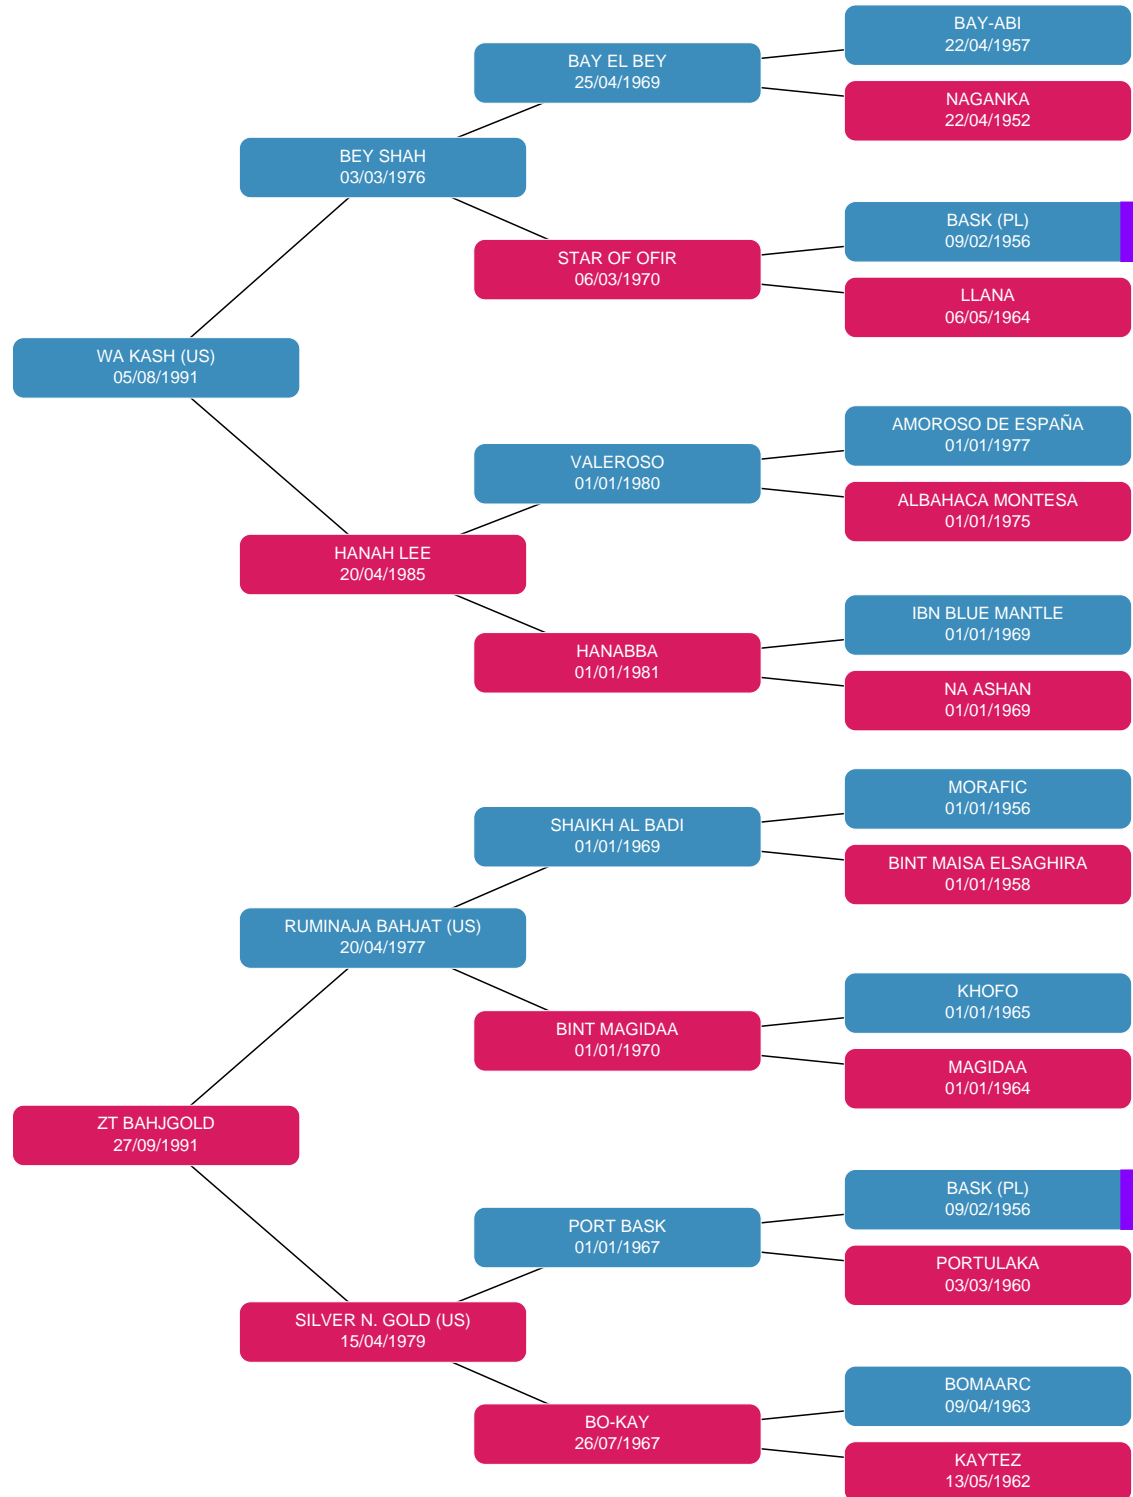 BAY-ABI
22/04/1957
BAY EL BEY
25/04/1969
NAGANKA
22/04/1952
BEY SHAH
03/03/1976
BASK (PL)
09/02/1956
STAR OF OFIR
06/03/1970
LLANA
06/05/1964
WA KASH (US)
05/08/1991
AMOROSO DE ESPAÑA
01/01/1977
VALEROSO
01/01/1980
ALBAHACA MONTESA
01/01/1975
HANAH LEE
20/04/1985
IBN BLUE MANTLE
01/01/1969
HANABBA
01/01/1981
NA ASHAN
01/01/1969
MORAFIC
01/01/1956
SHAIKH AL BADI
01/01/1969
BINT MAISA ELSAGHIRA
01/01/1958
RUMINAJA BAHJAT (US)
20/04/1977
KHOFO
01/01/1965
BINT MAGIDAA
01/01/1970
MAGIDAA
01/01/1964
ZT BAHJGOLD
27/09/1991
BASK (PL)
09/02/1956
PORT BASK
01/01/1967
PORTULAKA
03/03/1960
SILVER N. GOLD (US)
15/04/1979
BOMAARC
09/04/1963
BO-KAY
26/07/1967
KAYTEZ
13/05/1962